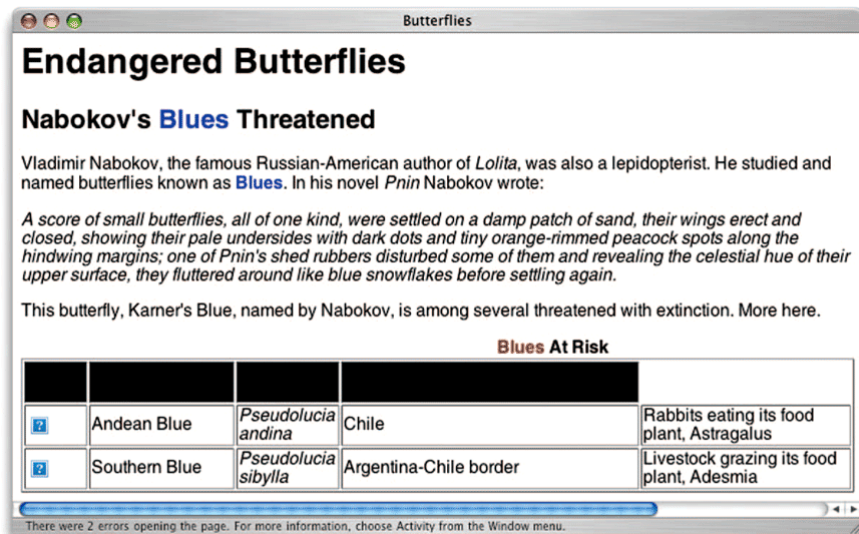 Butterflies
Endangered Butterflies
Nabokov's Blues Threatened
Vladimir Nabokov, the famous Russian-American author of Lolita, was also a lepidopterist. He studied and
named butterflies known as Blues. In his novel Pnin Nabokov wrote:
A score of small butterflies, all of one kind, were settled on a damp patch of sand, their wings erect and
closed, showing their pale undersides with dark dots and tiny orange-rimmed peacock spots along the
hindwing margins; one of Pnin's shed rubbers disturbed some of them and revealing the celestial hue of their
upper surface, they fluttered around like blue snowflakes before settling again.
This butterfly, Karner's Blue, named by Nabokov, is among several threatened with extinction. More here.
Blues At Risk
? Andean Blue Pseudolucia andina Chile Rabbits eating its food plant, Astragalus
? Southern Blue Pseudolucia sibylla Argentina-Chile border Livestock grazing its food plant, Adesmia
There were 2 errors opening the page. For more information, choose Activity from the Window menu.